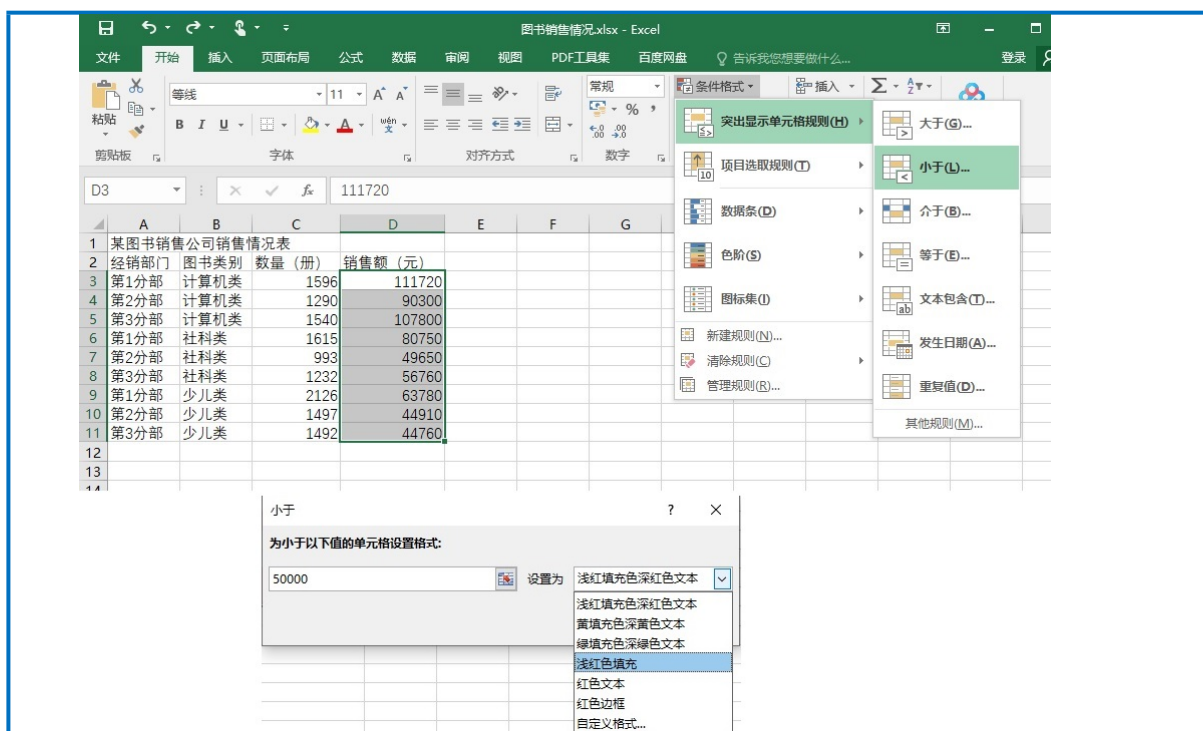 图书销售情况.xlsx - Excel
文件 开始 插入 页面布局 公式 数据 审阅 视图 PDF工具集 百度网盘 告诉我您想要做什么... 登录
等线 11 A A 常规 条件格式 插入 Σ
粘贴 B I U A wén 文 % ,
剪贴板 字体 对齐方式 数字
突出显示单元格规则(H)
项目选取规则(T)
数据条(D)
色阶(S)
图标集(I)
新建规则(N)...
清除规则(C)
管理规则(R)...
大于(G)...
小于(L)...
介于(B)...
等于(E)...
文本包含(T)...
发生日期(A)...
重复值(D)...
其他规则(M)...
D3 fx 111720
A B C D E F G
1 某图书销售公司销售情况表
2 经销部门 图书类别 数量（册） 销售额（元）
3 第1分部 计算机类 1596 111720
4 第2分部 计算机类 1290 90300
5 第3分部 计算机类 1540 107800
6 第1分部 社科类 1615 80750
7 第2分部 社科类 993 49650
8 第3分部 社科类 1232 56760
9 第1分部 少儿类 2126 63780
10 第2分部 少儿类 1497 44910
11 第3分部 少儿类 1492 44760
12
13
小于 ?
为小于以下值的单元格设置格式:
50000 设置为 浅红填充色深红色文本
浅红填充色深红色文本
黄填充色深黄色文本
绿填充色深绿色文本
浅红色填充
红色文本
红色边框
自定义格式...